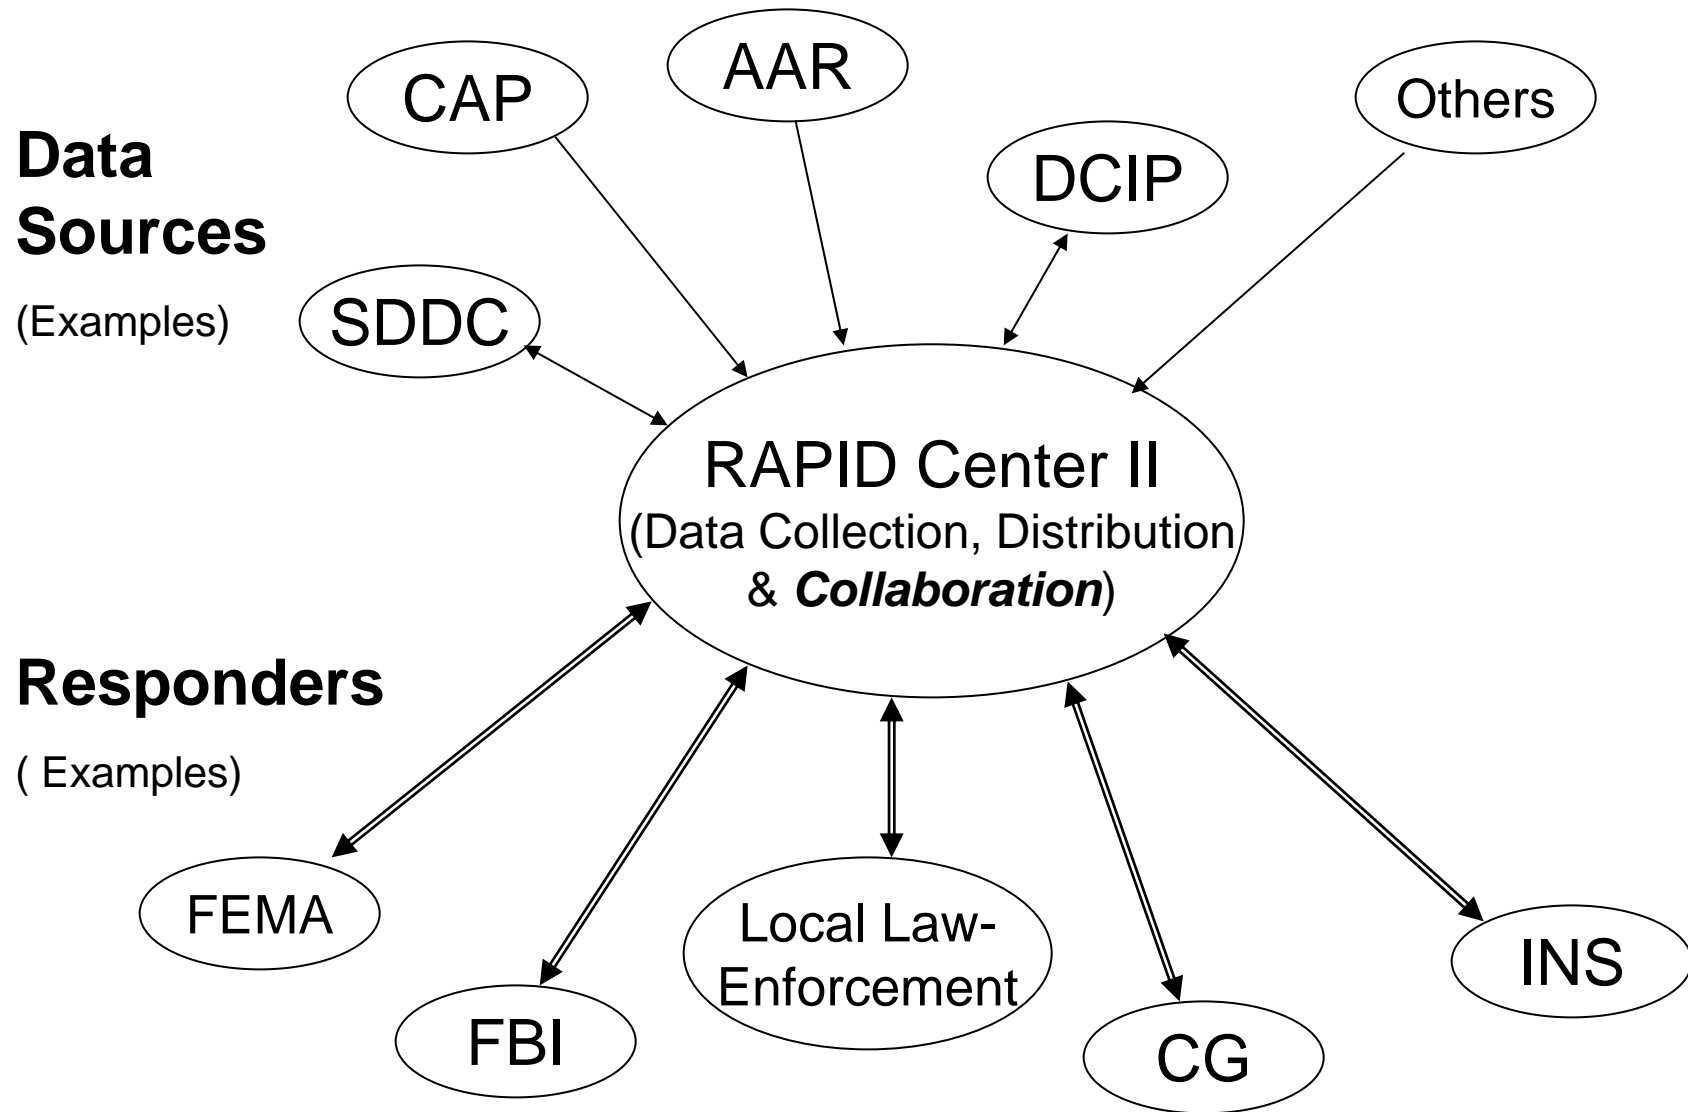 CAP
AAR
Others
Data
Sources
(Examples)
DCIP
SDDC
RAPID Center II
(Data Collection, Distribution
& Collaboration)
Responders
( Examples)
FEMA
FBI
Local Law-
Enforcement
CG
INS